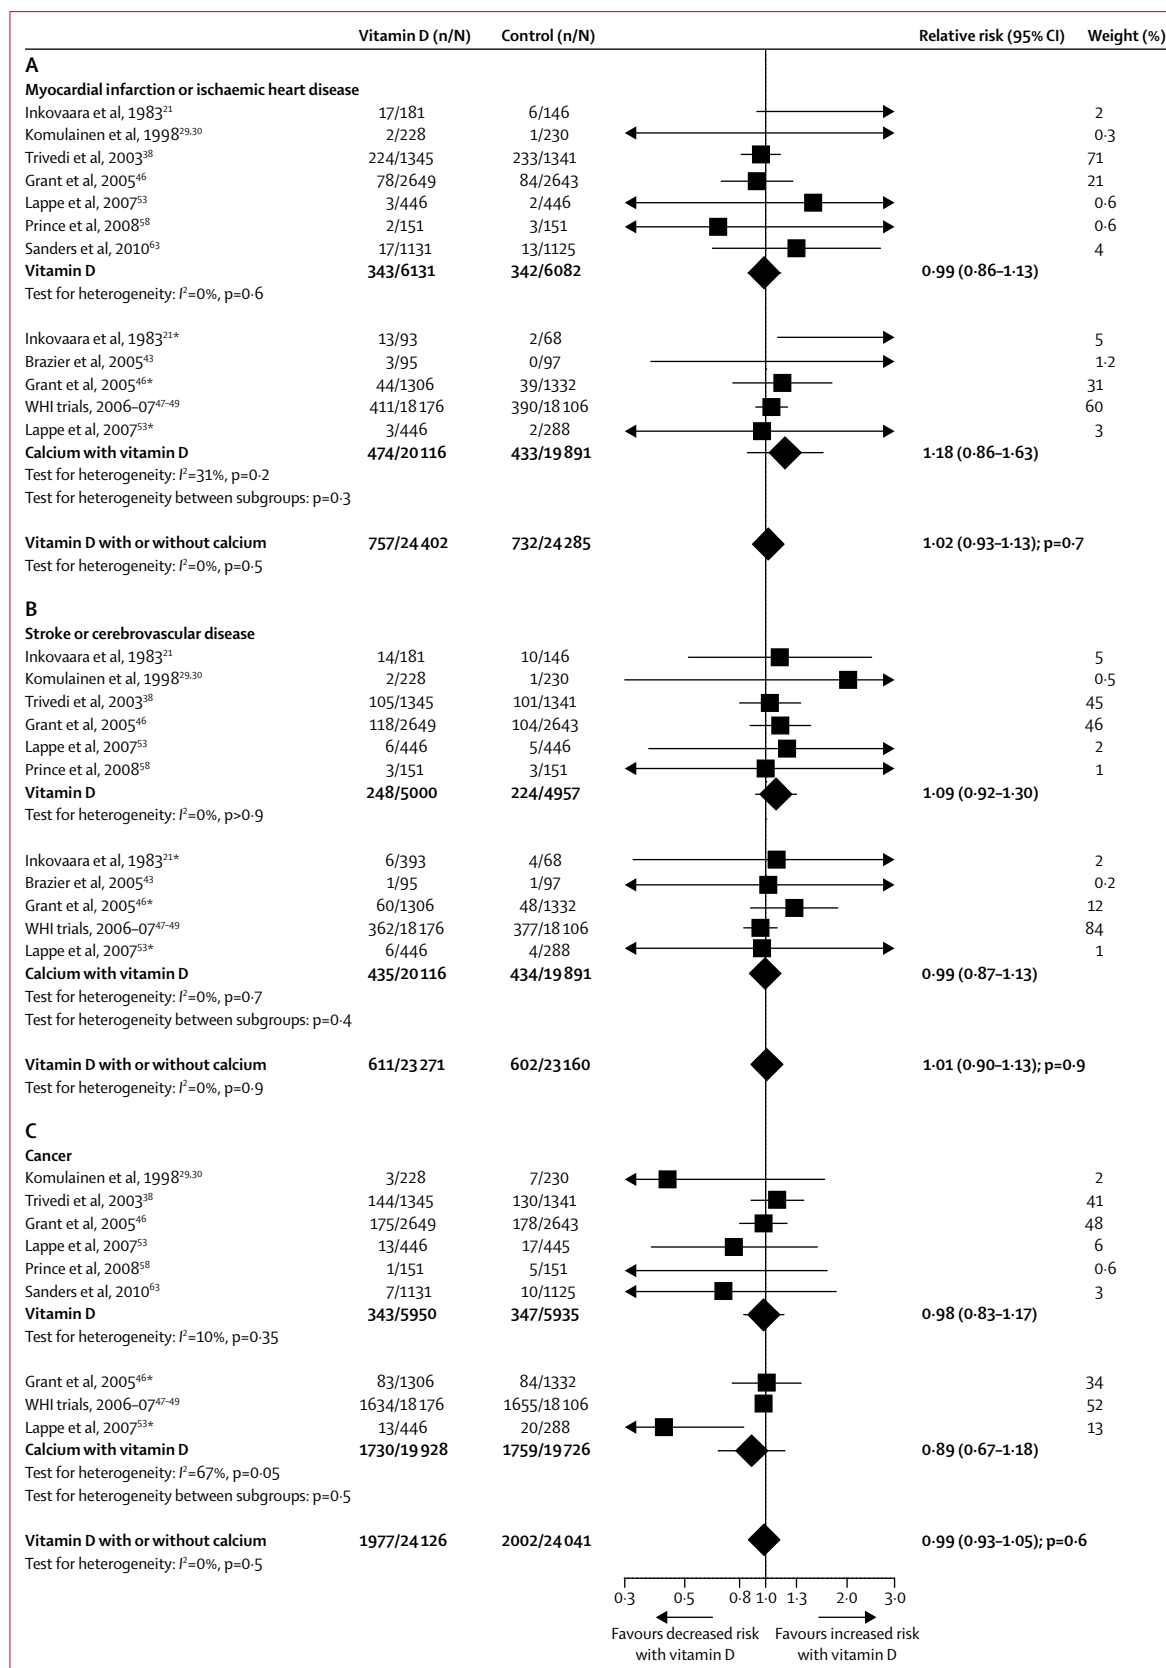 Vitamin D (n/N) Control (n/N) Relative risk (95% CI) Weight (%)
A
Myocardial infarction or ischaemic heart disease
Inkovaara et al, 1983²¹ 17/181 6/146 2
Komulainen et al, 1998²⁹,³⁰ 2/228 1/230 0·3
Trivedi et al, 2003³⁸ 224/1345 233/1341 71
Grant et al, 2005⁴⁶ 78/2649 84/2643 21
Lappe et al, 2007⁵³ 3/446 2/446 0·6
Prince et al, 2008⁵⁸ 2/151 3/151 0·6
Sanders et al, 2010⁶³ 17/1131 13/1125 4
Vitamin D 343/6131 342/6082 0·99 (0·86–1·13)
Test for heterogeneity: I²=0%, p=0·6
Inkovaara et al, 1983²¹* 13/93 2/68 5
Brazier et al, 2005⁴³ 3/95 0/97 1·2
Grant et al, 2005⁴⁶* 44/1306 39/1332 31
WHI trials, 2006–07⁴⁷⁻⁴⁹ 411/18 176 390/18 106 60
Lappe et al, 2007⁵³* 3/446 2/288 3
Calcium with vitamin D 474/20 116 433/19 891 1·18 (0·86–1·63)
Test for heterogeneity: I²=31%, p=0·2
Test for heterogeneity between subgroups: p=0·3
Vitamin D with or without calcium 757/24 402 732/24 285 1·02 (0·93–1·13); p=0·7
Test for heterogeneity: I²=0%, p=0·5
B
Stroke or cerebrovascular disease
Inkovaara et al, 1983²¹ 14/181 10/146 5
Komulainen et al, 1998²⁹,³⁰ 2/228 1/230 0·5
Trivedi et al, 2003³⁸ 105/1345 101/1341 45
Grant et al, 2005⁴⁶ 118/2649 104/2643 46
Lappe et al, 2007⁵³ 6/446 5/446 2
Prince et al, 2008⁵⁸ 3/151 3/151 1
Vitamin D 248/5000 224/4957 1·09 (0·92–1·30)
Test for heterogeneity: I²=0%, p>0·9
Inkovaara et al, 1983²¹* 6/393 4/68 2
Brazier et al, 2005⁴³ 1/95 1/97 0·2
Grant et al, 2005⁴⁶* 60/1306 48/1332 12
WHI trials, 2006–07⁴⁷⁻⁴⁹ 362/18 176 377/18 106 84
Lappe et al, 2007⁵³* 6/446 4/288 1
Calcium with vitamin D 435/20 116 434/19 891 0·99 (0·87–1·13)
Test for heterogeneity: I²=0%, p=0·7
Test for heterogeneity between subgroups: p=0·4
Vitamin D with or without calcium 611/23 271 602/23 160 1·01 (0·90–1·13); p=0·9
Test for heterogeneity: I²=0%, p=0·9
C
Cancer
Komulainen et al, 1998²⁹,³⁰ 3/228 7/230 2
Trivedi et al, 2003³⁸ 144/1345 130/1341 41
Grant et al, 2005⁴⁶ 175/2649 178/2643 48
Lappe et al, 2007⁵³ 13/446 17/445 6
Prince et al, 2008⁵⁸ 1/151 5/151 0·6
Sanders et al, 2010⁶³ 7/1131 10/1125 3
Vitamin D 343/5950 347/5935 0·98 (0·83–1·17)
Test for heterogeneity: I²=10%, p=0·35
Grant et al, 2005⁴⁶* 83/1306 84/1332 34
WHI trials, 2006–07⁴⁷⁻⁴⁹ 1634/18 176 1655/18 106 52
Lappe et al, 2007⁵³* 13/446 20/288 13
Calcium with vitamin D 1730/19 928 1759/19 726 0·89 (0·67–1·18)
Test for heterogeneity: I²=67%, p=0·05
Test for heterogeneity between subgroups: p=0·5
Vitamin D with or without calcium 1977/24 126 2002/24 041 0·99 (0·93–1·05); p=0·6
Test for heterogeneity: I²=0%, p=0·5
0·3 0·5 0·8 1·0 1·3 2·0 3·0
Favours decreased risk Favours increased risk
with vitamin D with vitamin D